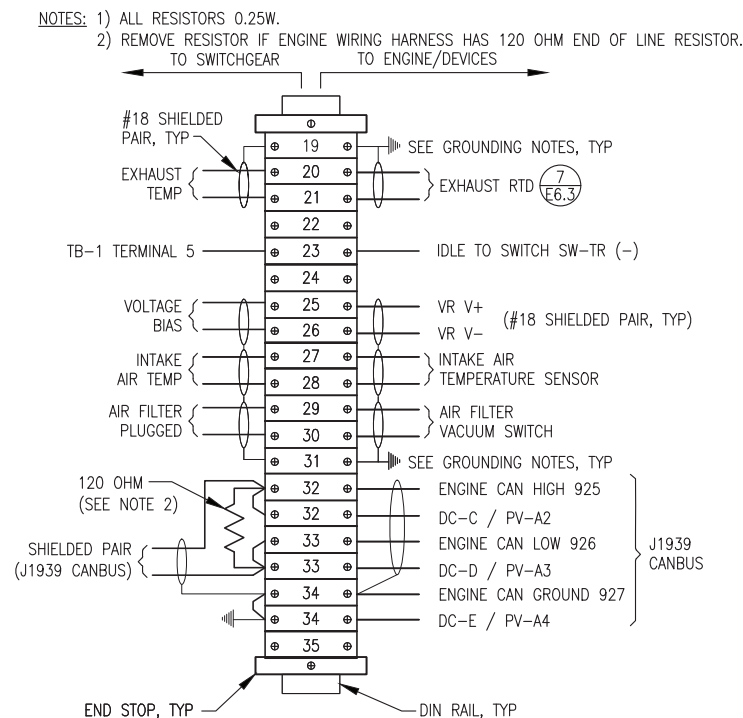 NOTES: 1) ALL RESISTORS 0.25W.
2) REMOVE RESISTOR IF ENGINE WIRING HARNESS HAS 120 OHM END OF LINE RESISTOR.
TO SWITCHGEAR
TO ENGINE/DEVICES
#18 SHIELDED
PAIR, TYP
19
SEE GROUNDING NOTES, TYP
EXHAUST
TEMP
20
21
EXHAUST RTD
7
E6.3
22
TB-1 TERMINAL 5
23
IDLE TO SWITCH SW-TR (-)
24
VOLTAGE
BIAS
25
26
VR V+
VR V-
(#18 SHIELDED PAIR, TYP)
INTAKE
AIR TEMP
27
28
INTAKE AIR
TEMPERATURE SENSOR
AIR FILTER
PLUGGED
29
30
AIR FILTER
VACUUM SWITCH
31
SEE GROUNDING NOTES, TYP
120 OHM
(SEE NOTE 2)
32
ENGINE CAN HIGH 925
32
DC-C / PV-A2
33
ENGINE CAN LOW 926
SHIELDED PAIR
(J1939 CANBUS)
33
DC-D / PV-A3
J1939
CANBUS
34
ENGINE CAN GROUND 927
34
DC-E / PV-A4
35
END STOP, TYP
DIN RAIL, TYP